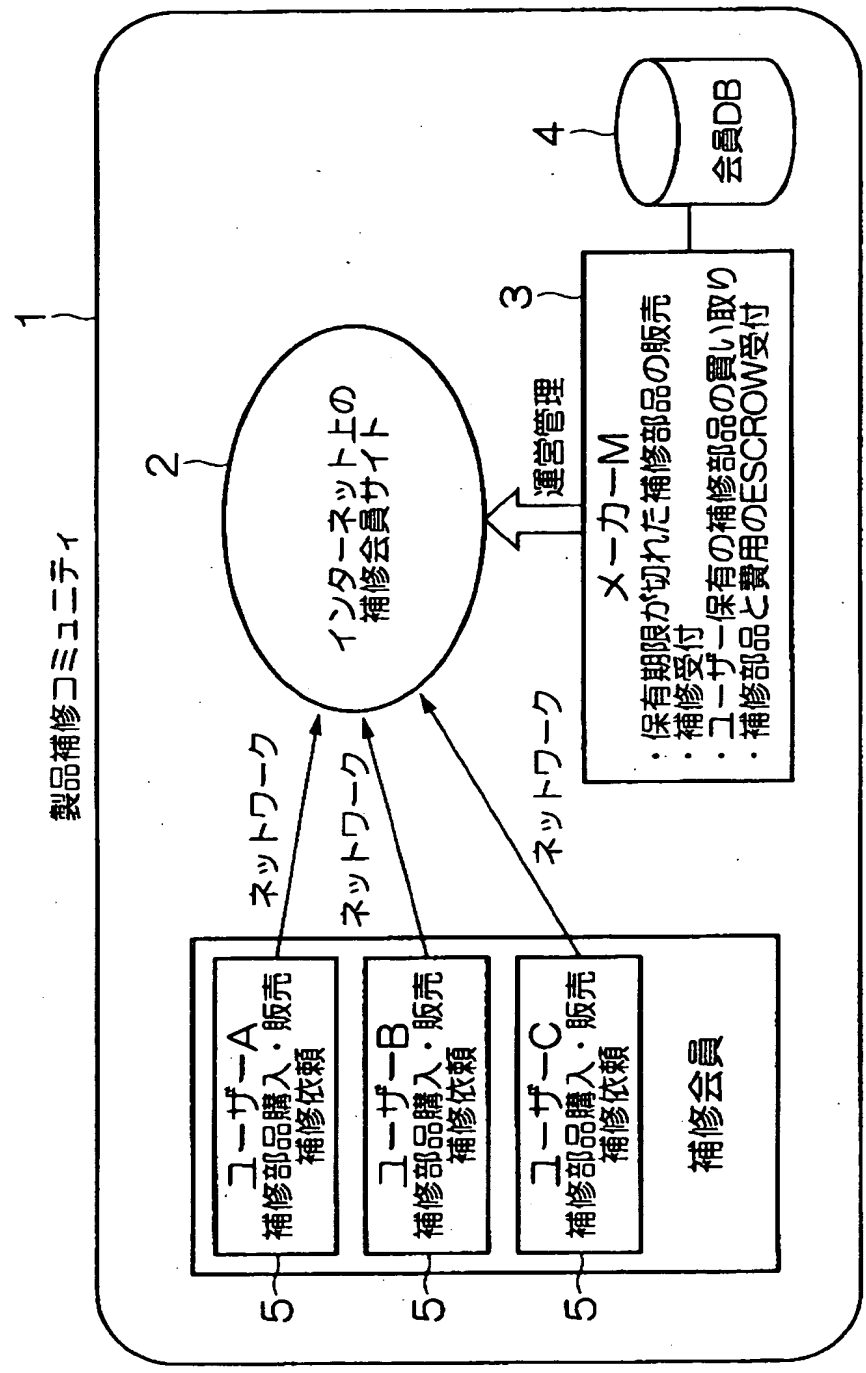 製品補修コミュニティ
1
ユーザーA
補修部品購入・販売
補修依頼
5
ユーザーB
補修部品購入・販売
補修依頼
5
ユーザーC
補修部品購入・販売
補修依頼
5
補修会員
ネットワーク
ネットワーク
ネットワーク
2
インターネット上の
補修会員サイト
運営管理
3
メーカーM
・保有期限が切れた補修部品の販売
・補修受付
・ユーザー保有の補修部品の買い取り
・補修部品と費用のESCROW受付
4
会員DB